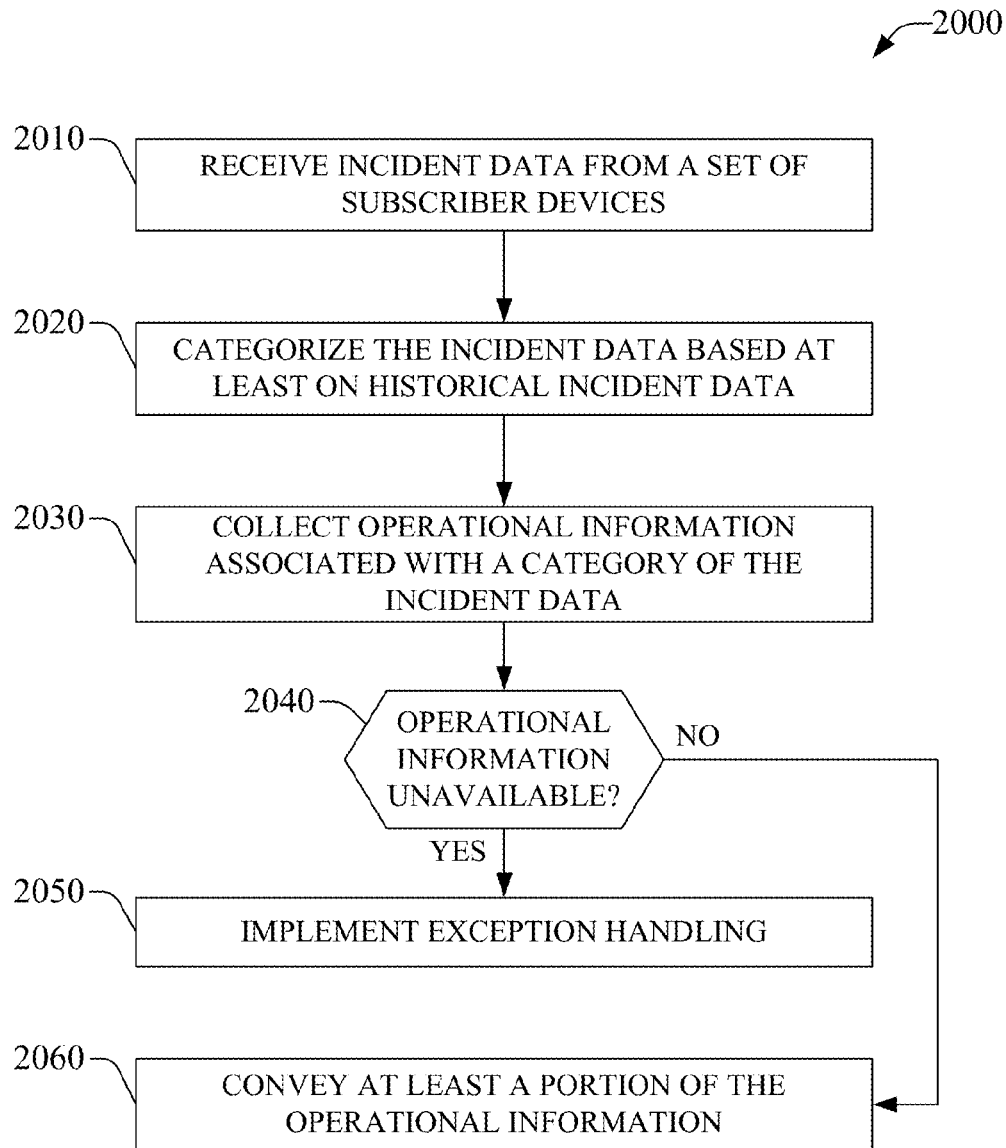 2000
2010
RECEIVE INCIDENT DATA FROM A SET OF
SUBSCRIBER DEVICES
2020
CATEGORIZE THE INCIDENT DATA BASED AT
LEAST ON HISTORICAL INCIDENT DATA
2030
COLLECT OPERATIONAL INFORMATION
ASSOCIATED WITH A CATEGORY OF THE
INCIDENT DATA
2040
OPERATIONAL
INFORMATION
UNAVAILABLE?
NO
YES
2050
IMPLEMENT EXCEPTION HANDLING
2060
CONVEY AT LEAST A PORTION OF THE
OPERATIONAL INFORMATION